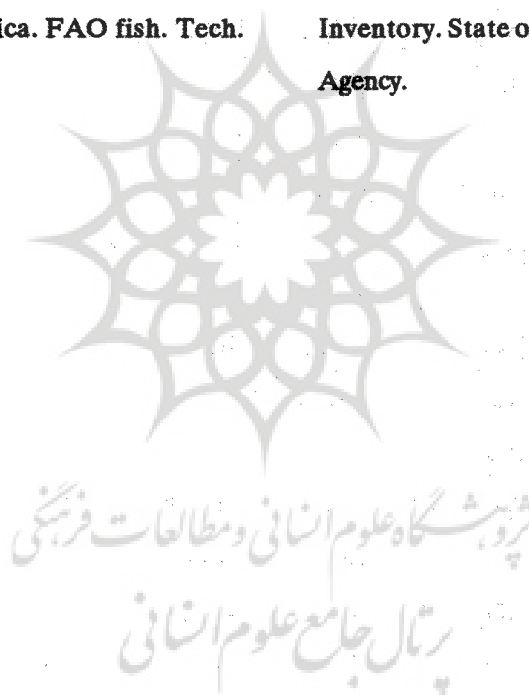 ica. FAO fish. Tech.
Inventory. State o
Agency.
پژوهشگاه علوم انسانی و مطالعات فرهنگی
پرتال جامع علوم انسانی